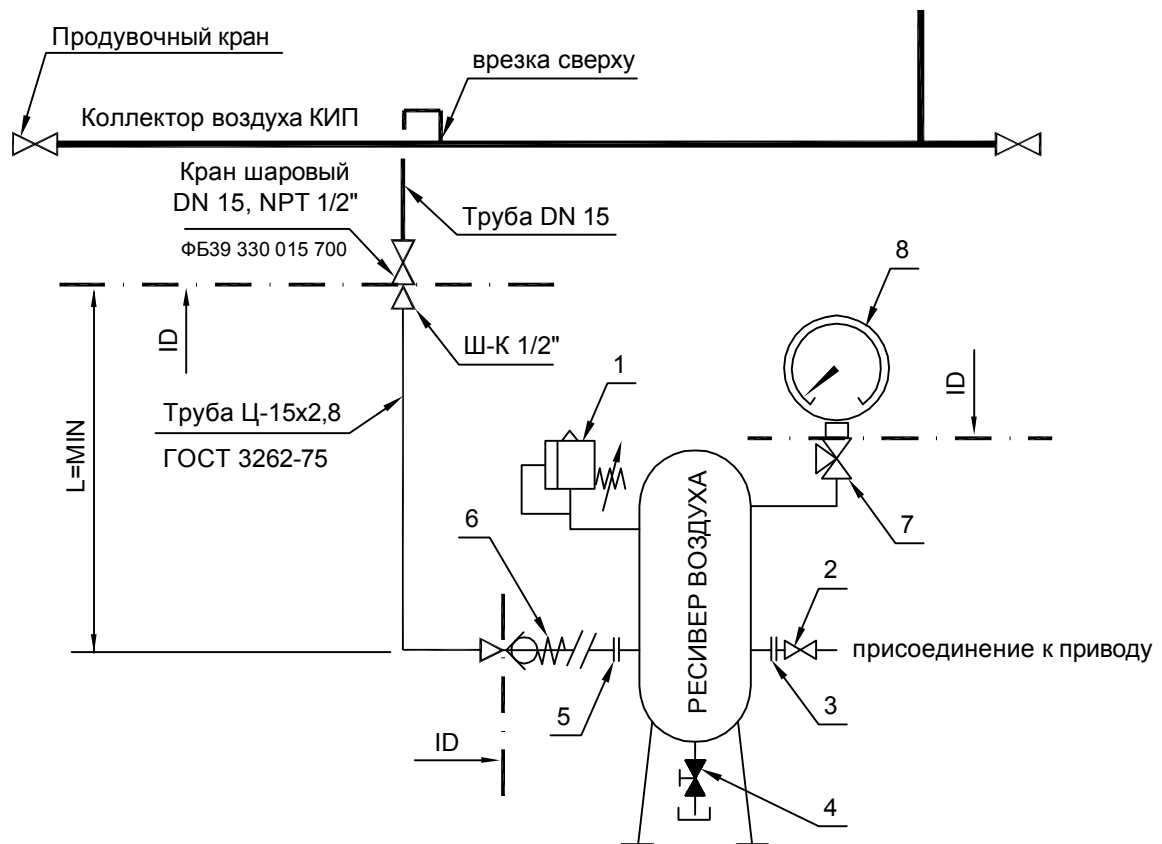 Продувочный кран
врезка сверху
Коллектор воздуха КИП
Кран шаровый
DN 15, NPT 1/2"
ФБ39 330 015 700
Труба DN 15
8
ID
Ш-К 1/2"
1
ID
Труба Ц-15х2,8
ГОСТ 3262-75
L=MIN
6
7
2
РЕСИВЕР ВОЗДУХА
присоединение к приводу
5
3
ID
4